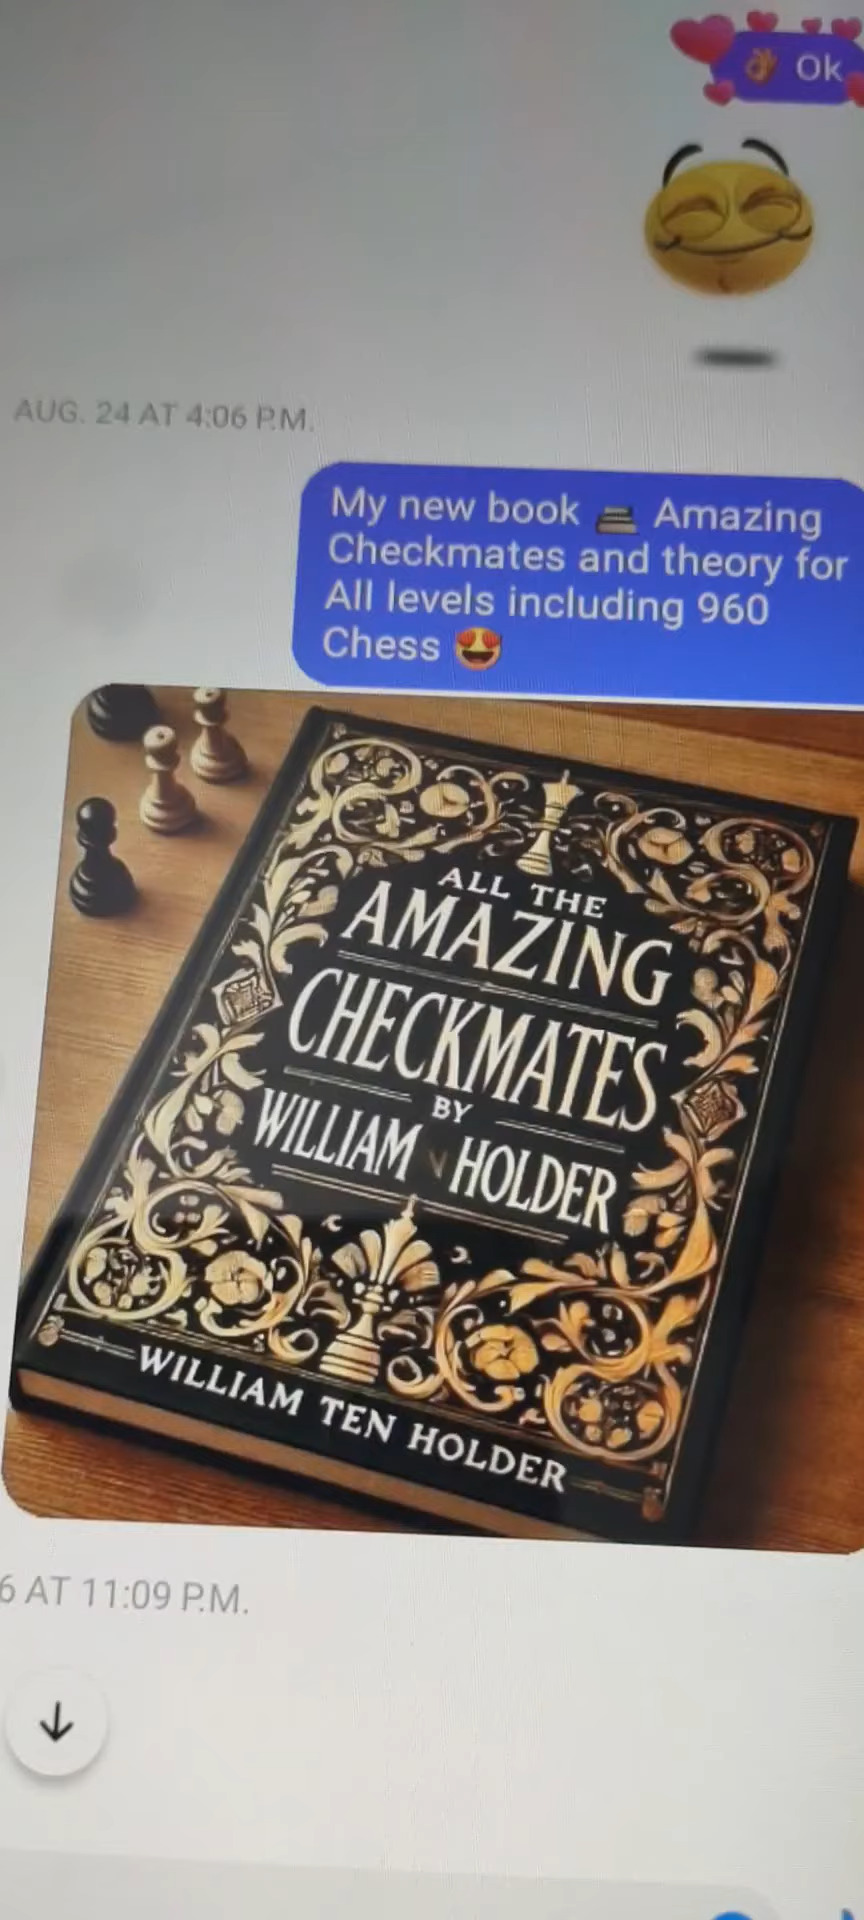 Ok
AUG. 24 AT 4:06 P.M.
My new book Amazing
Checkmates and theory for
All levels including 960
Chess
ALL THE
AMAZING
CHECKMATES
BY
WILLIAM V HOLDER
WILLIAM TEN HOLDER
6 AT 11:09 P.M.